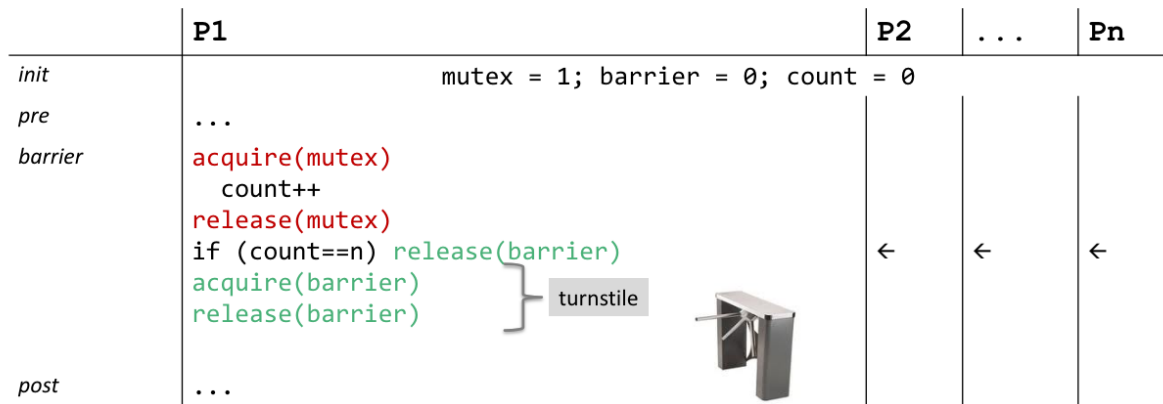 P1 P2 ... Pn
init mutex = 1; barrier = 0; count = 0
pre ...
barrier acquire(mutex)
count++
release(mutex)
if (count==n) release(barrier) ← ← ←
acquire(barrier)
turnstile
release(barrier)
post ...